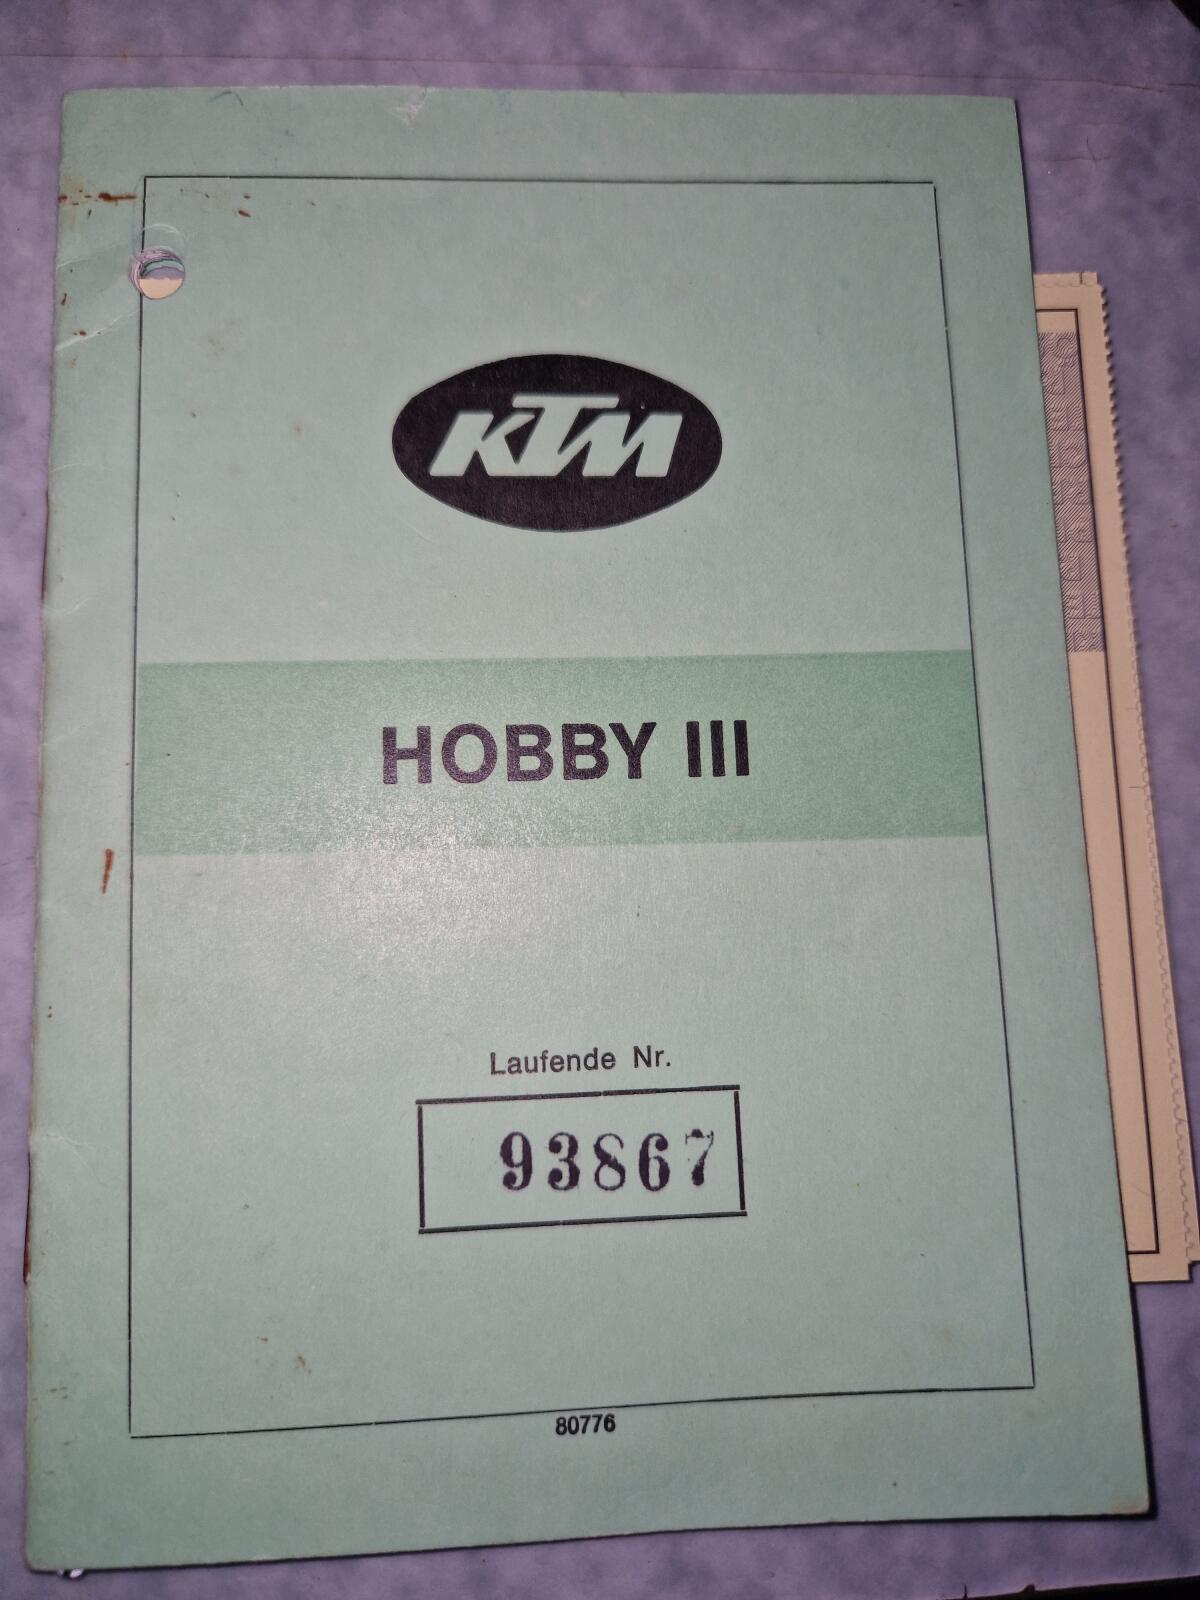 KTM
HOBBY III
Laufende Nr.
93867
80776